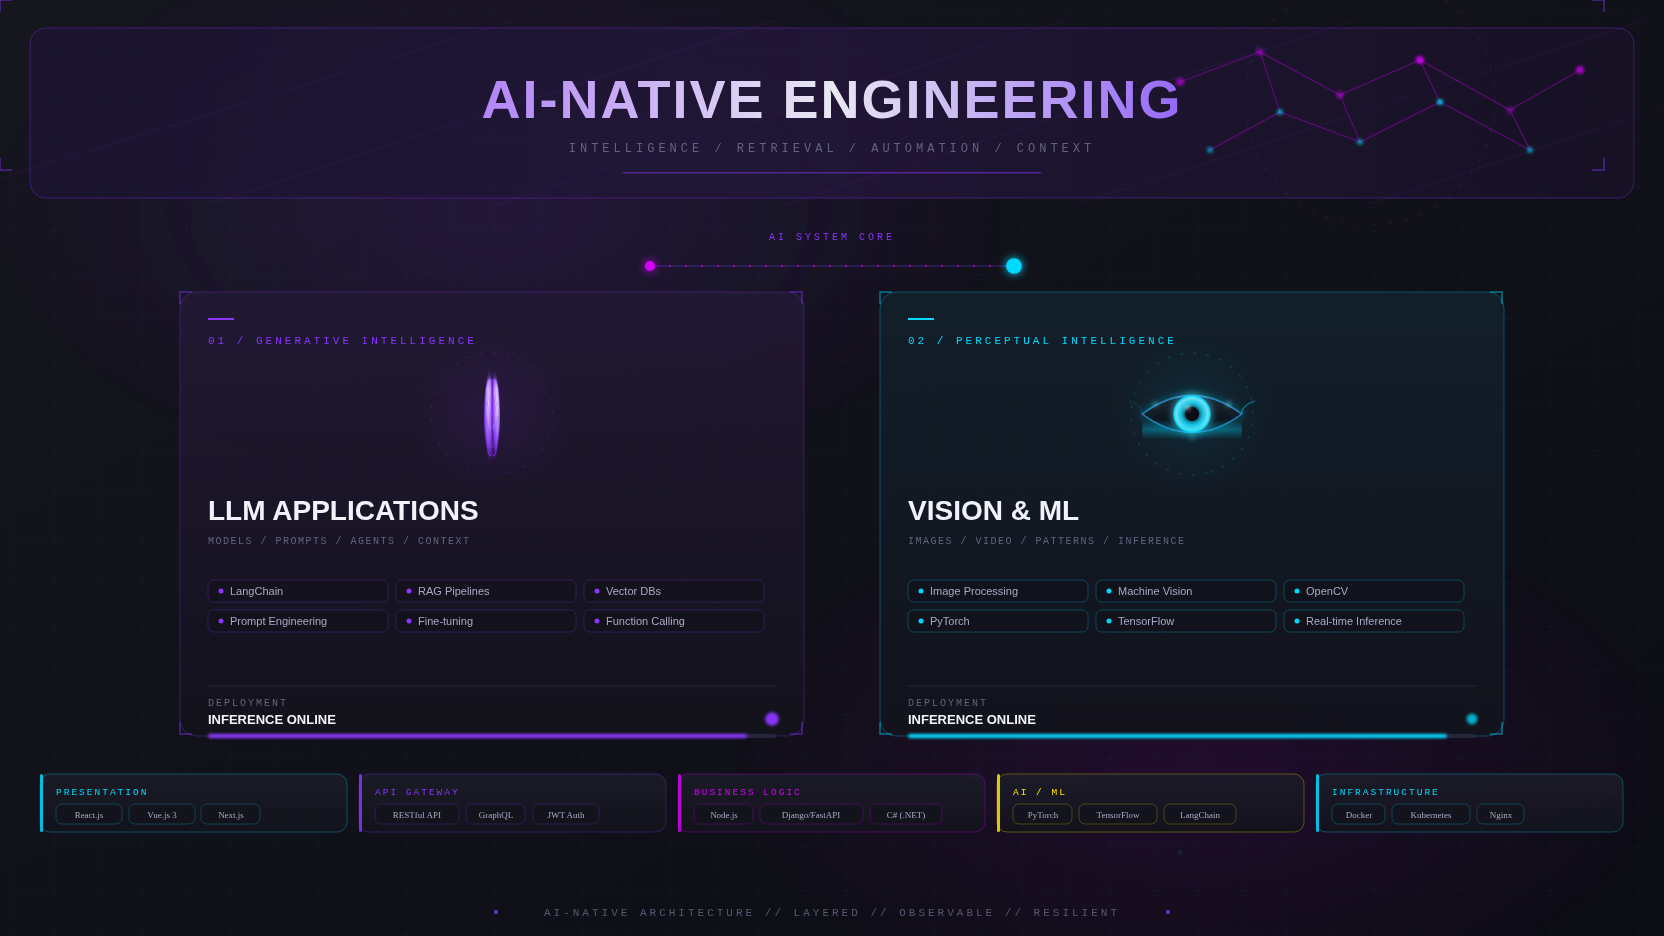 AI-NATIVE ENGINEERING
INTELLIGENCE / RETRIEVAL / AUTOMATION / CONTEXT
AI SYSTEM CORE
01 / GENERATIVE INTELLIGENCE
LLM APPLICATIONS
MODELS / PROMPTS / AGENTS / CONTEXT
LangChain
RAG Pipelines
Vector DBs
Prompt Engineering
Fine-tuning
Function Calling
DEPLOYMENT
INFERENCE ONLINE
02 / PERCEPTUAL INTELLIGENCE
VISION & ML
IMAGES / VIDEO / PATTERNS / INFERENCE
Image Processing
Machine Vision
OpenCV
PyTorch
TensorFlow
Real-time Inference
DEPLOYMENT
INFERENCE ONLINE
PRESENTATION
React.js
Vue.js 3
Next.js
API GATEWAY
RESTful API
GraphQL
JWT Auth
BUSINESS LOGIC
Node.js
Django/FastAPI
C# (.NET)
AI / ML
PyTorch
TensorFlow
LangChain
INFRASTRUCTURE
Docker
Kubernetes
Nginx
AI-NATIVE ARCHITECTURE // LAYERED // OBSERVABLE // RESILIENT